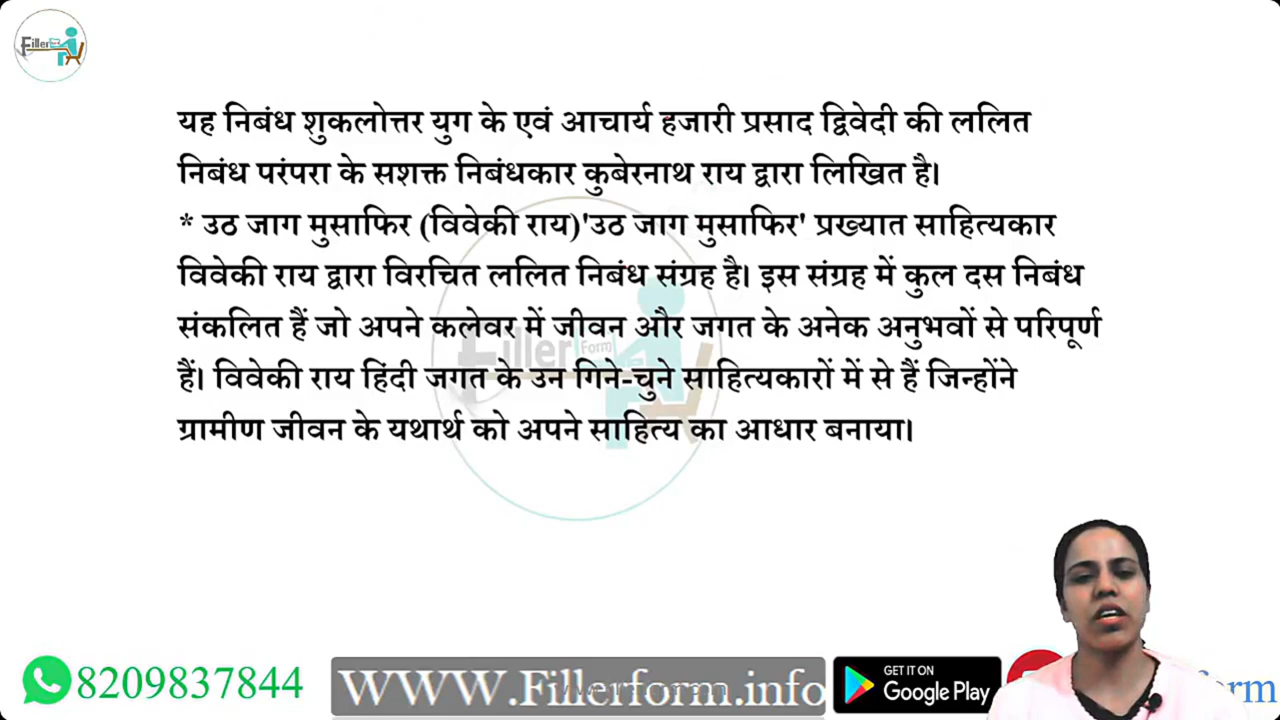 Fillerform
यह निबंध शुकलोत्तर युग के एवं आचार्य हजारी प्रसाद द्विवेदी की ललित
निबंध परंपरा के सशक्त निबंधकार कुबेरनाथ राय द्वारा लिखित है।
* उठ जाग मुसाफिर (विवेकी राय)'उठ जाग मुसाफिर' प्रख्यात साहित्यकार
विवेकी राय द्वारा विरचित ललित निबंध संग्रह है। इस संग्रह में कुल दस निबंध
संकलित हैं जो अपने कलेवर में जीवन और जगत के अनेक अनुभवों से परिपूर्ण
हैं। विवेकी राय हिंदी जगत के उन गिने-चुने साहित्यकारों में से हैं जिन्होंने
ग्रामीण जीवन के यथार्थ को अपने साहित्य का आधार बनाया।
8209837844
WWW.Fillerform.info
GET IT ON
Google Play